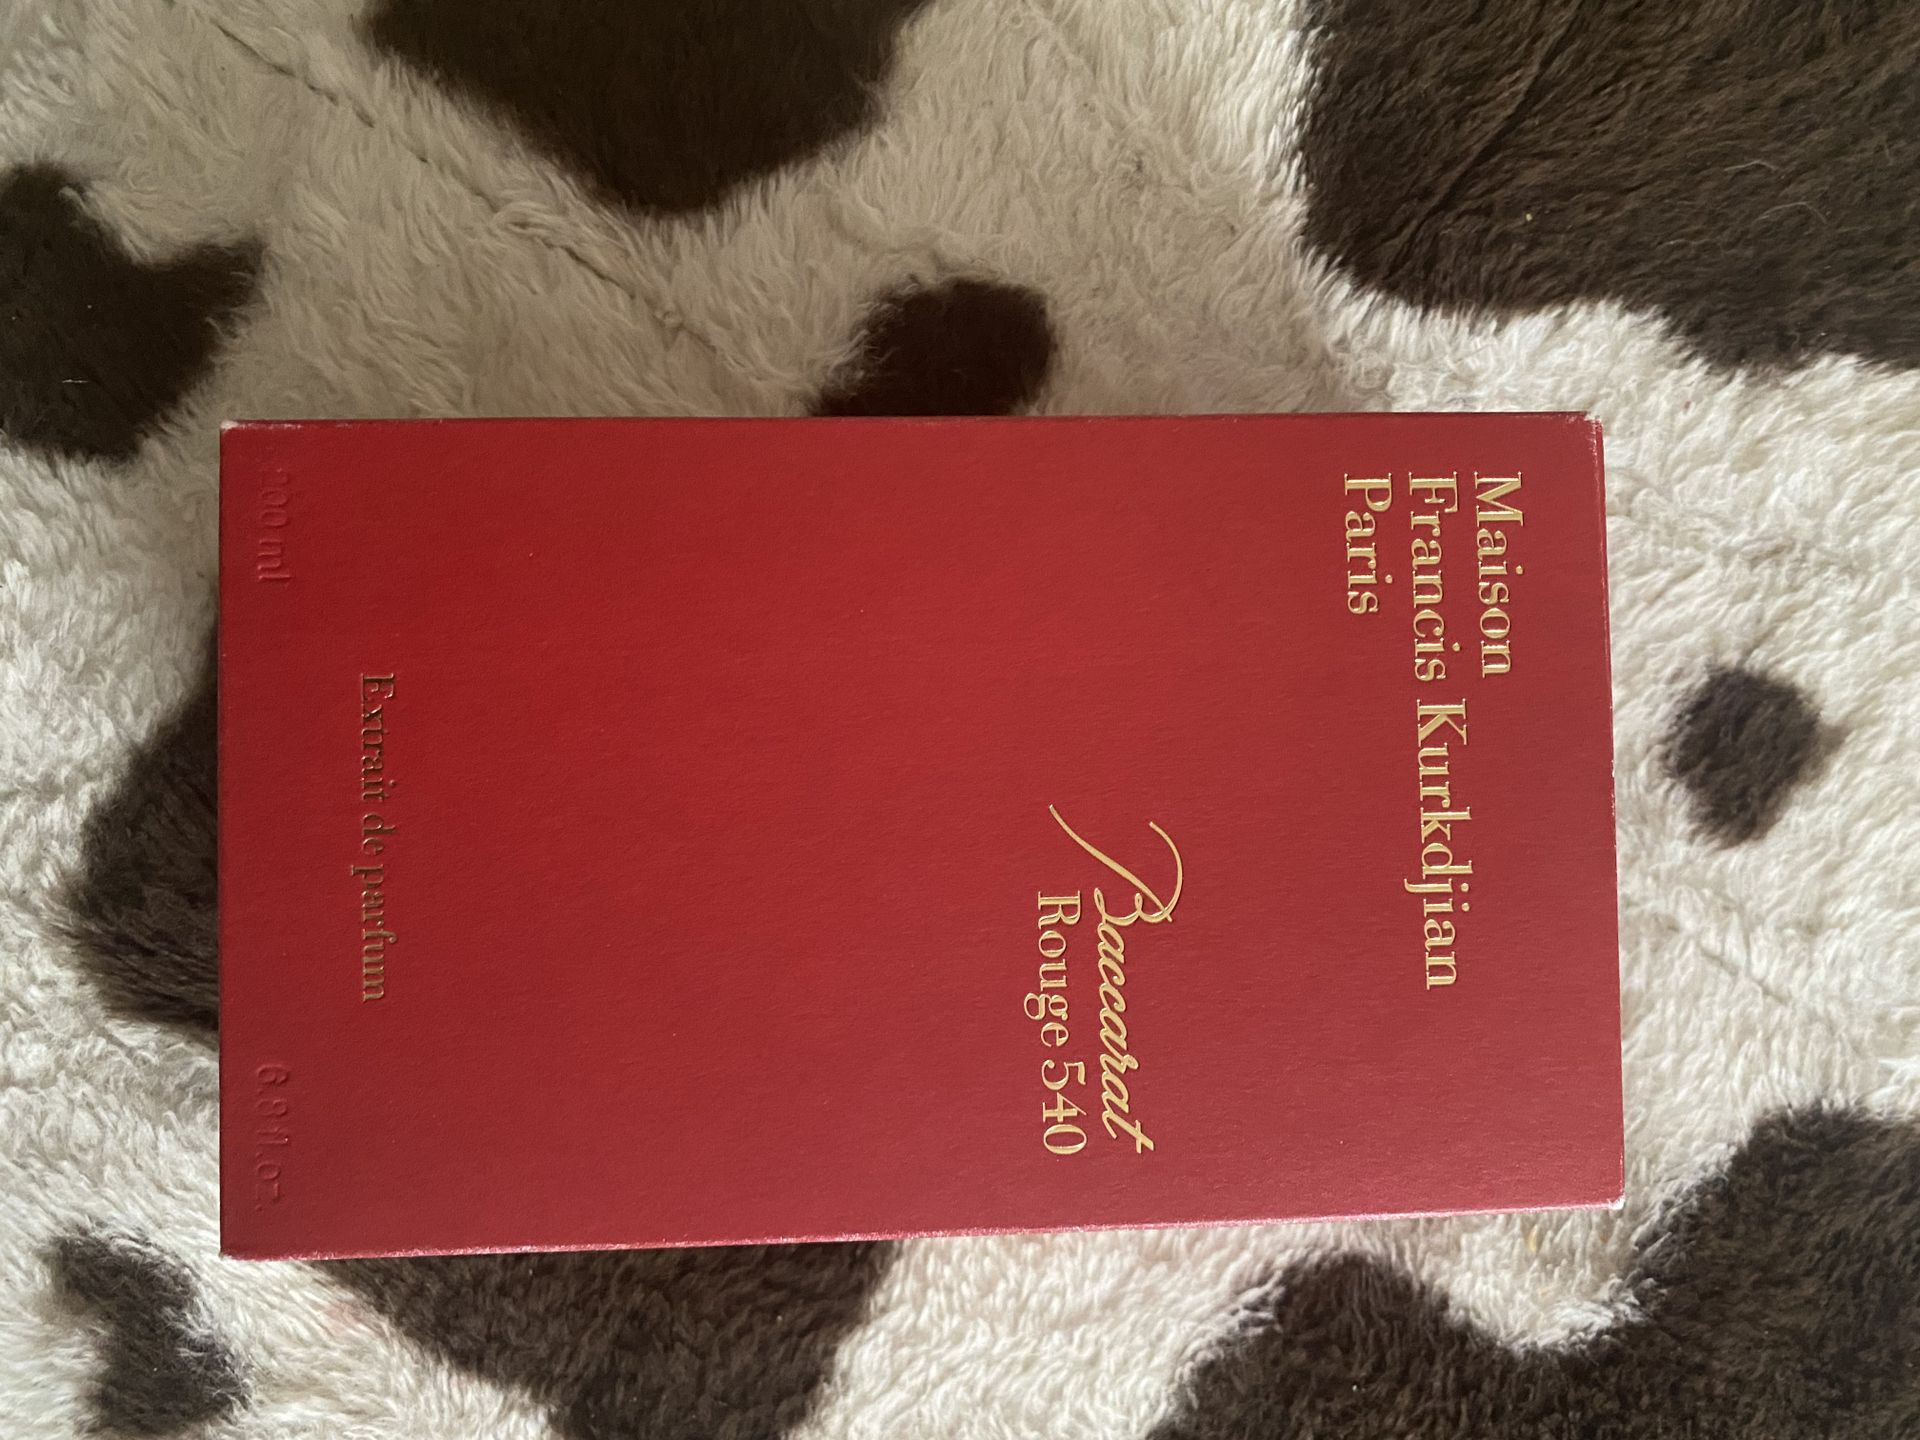 Maison
Francis Kurkdjian
Paris
Baccarat
Rouge 540
Extrait de parfum
200 ml
6.8 fl.oz.